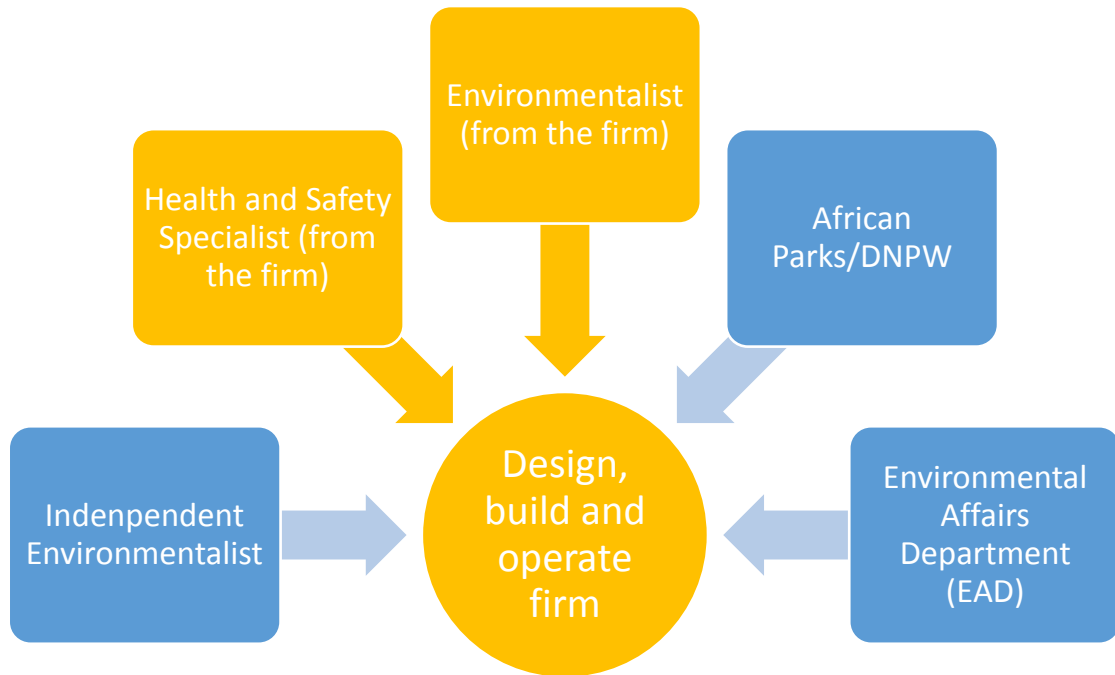 Environmentalist
(from the firm)
Health and Safety
Specialist (from
the firm)
African
Parks/DNPW
Indenpendent
Environmentalist
Design,
build and
operate
firm
Environmental
Affairs
Department
(EAD)